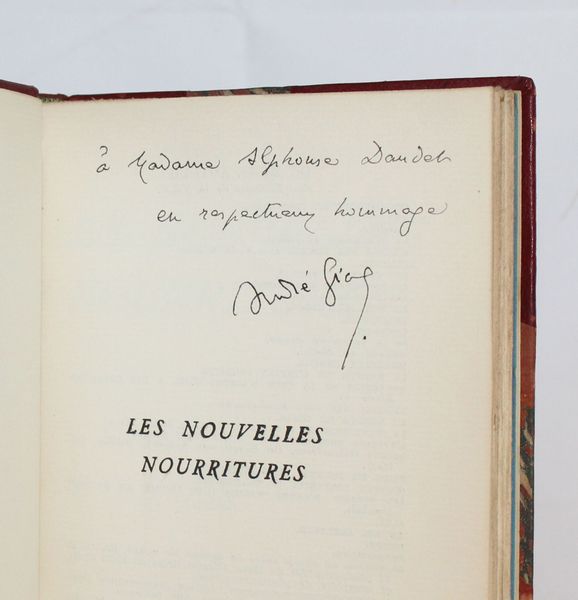 à Madame Alphonse Daudet
en respectueux hommage
André Gide
LES NOUVELLES
NOURRITURES